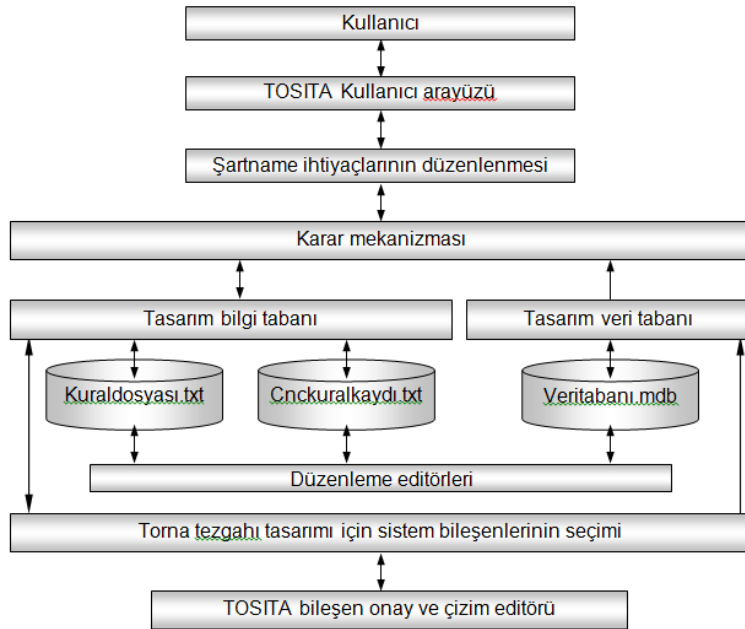 Kullanıcı
TOSITA Kullanıcı arayüzü
Şartname ihtiyaçlarının düzenlenmesi
Karar mekanizması
Tasarım bilgi tabanı
Tasarım veri tabanı
Kuraldosyası.txt
Cnckuralkaydı.txt
Veritabanı.mdb
Düzenleme editörleri
Torna tezgahı tasarımı için sistem bileşenlerinin seçimi
TOSITA bileşen onay ve çizim editörü